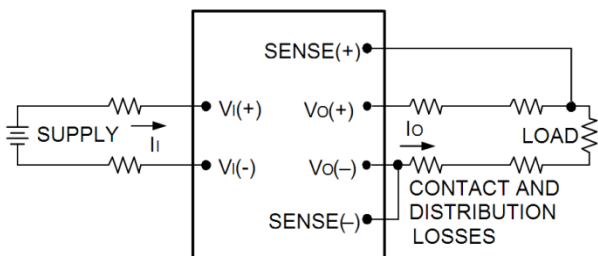 SENSE(+)
VI(+)
VO(+)
SUPPLY
II
IO
LOAD
VI(-)
VO(–)
CONTACT AND
DISTRIBUTION
LOSSES
SENSE(–)